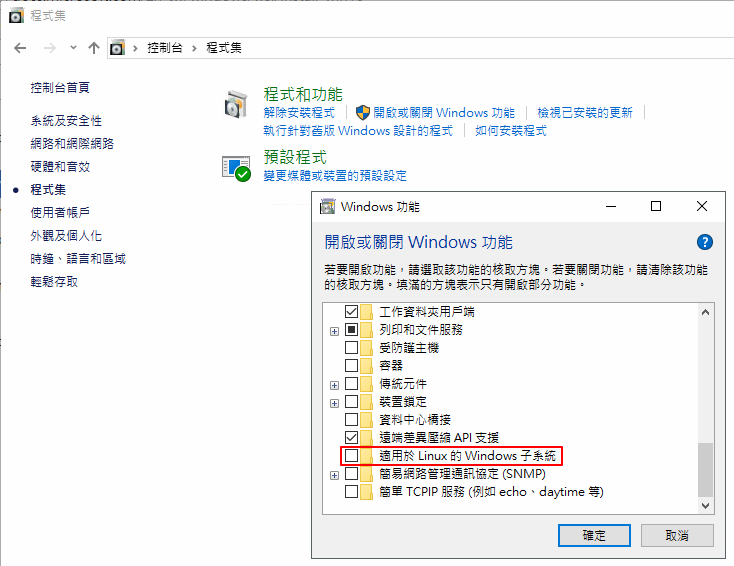 程式集
控制台 › 程式集
控制台首頁
系統及安全性
網路和網際網路
硬體和音效
程式集
使用者帳戶
外觀及個人化
時鐘、語言和區域
輕鬆存取
程式和功能
解除安裝程式 開啟或關閉 Windows 功能 檢視已安裝的更新
執行針對舊版 Windows 設計的程式 如何安裝程式
預設程式
變更媒體或裝置的預設設定
Windows 功能
開啟或關閉 Windows 功能
若要開啟功能，請選取該功能的核取方塊。若要關閉功能，請清除該功能
的核取方塊。填滿的方塊表示只有開啟部分功能。
工作資料夾用戶端
列印和文件服務
受防護主機
容器
傳統元件
裝置鎖定
資料中心橋接
遠端差異壓縮 API 支援
適用於 Linux 的 Windows 子系統
簡易網路管理通訊協定 (SNMP)
簡單 TCPIP 服務 (例如 echo、daytime 等)
確定
取消